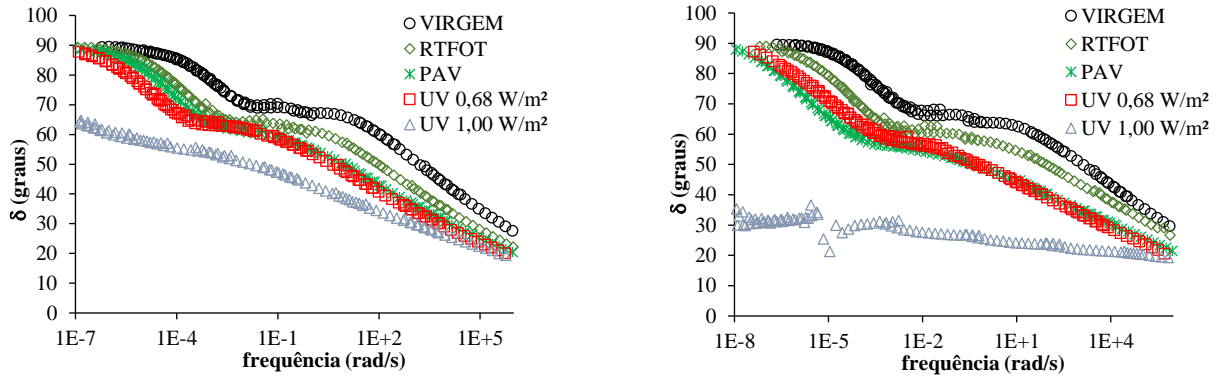 100
90
80
70
60
50
40
30
20
10
0
δ (graus)
1E-7
1E-4
1E-1
1E+2
1E+5
frequência (rad/s)
VIRGEM
RTFOT
PAV
UV 0,68 W/m²
UV 1,00 W/m²
100
90
80
70
60
50
40
30
20
10
0
δ (graus)
1E-8
1E-5
1E-2
1E+1
1E+4
frequência (rad/s)
VIRGEM
RTFOT
PAV
UV 0,68 W/m²
UV 1,00 W/m²